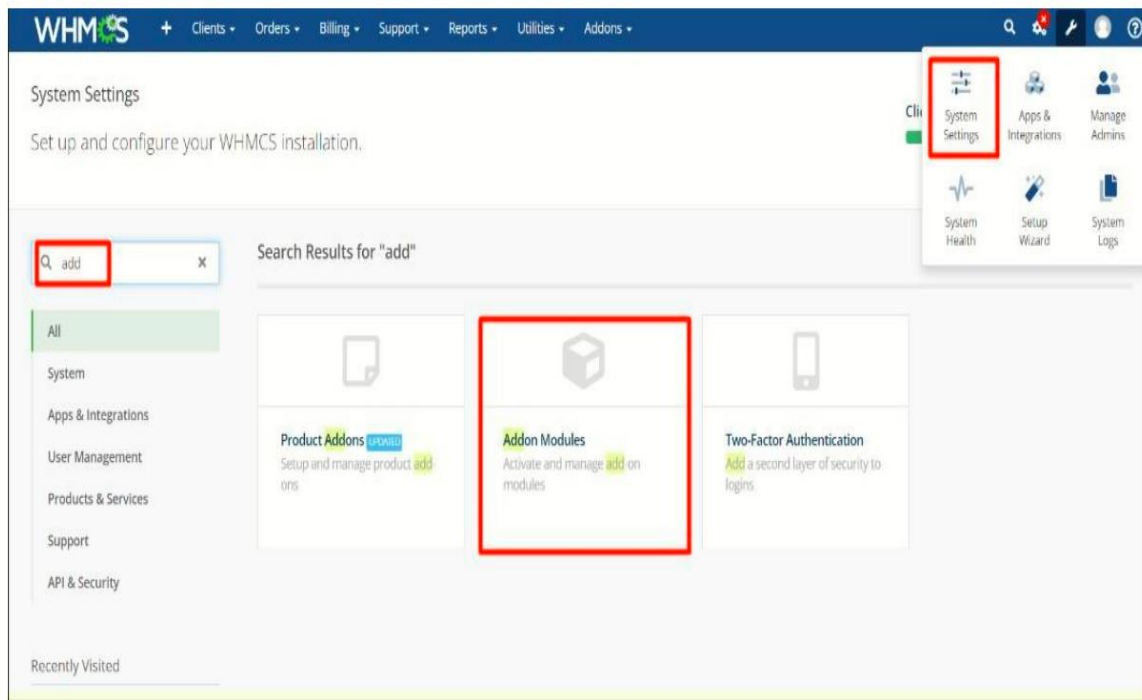 WHMCS + Clients Orders Billing Support Reports Utilities Addons
System Settings
Set up and configure your WHMCS installation.
Cli
System Settings
Apps & Integrations
Manage Admins
System Health
Setup Wizard
System Logs
add x
Search Results for "add"
All
System
Apps & Integrations
User Management
Products & Services
Support
API & Security
Recently Visited
Product Addons UPDATED
Setup and manage product add
ons
Addon Modules
Activate and manage add on
modules
Two-Factor Authentication
Add a second layer of security to
logins